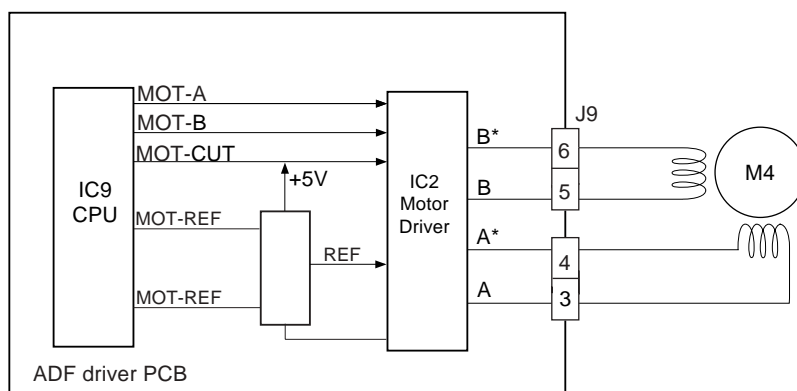 MOT-A
MOT-B
MOT-CUT
+5V
IC9
CPU
MOT-REF
REF
MOT-REF
IC2
Motor
Driver
B*
B
A*
A
J9
6
5
4
3
M4
ADF driver PCB